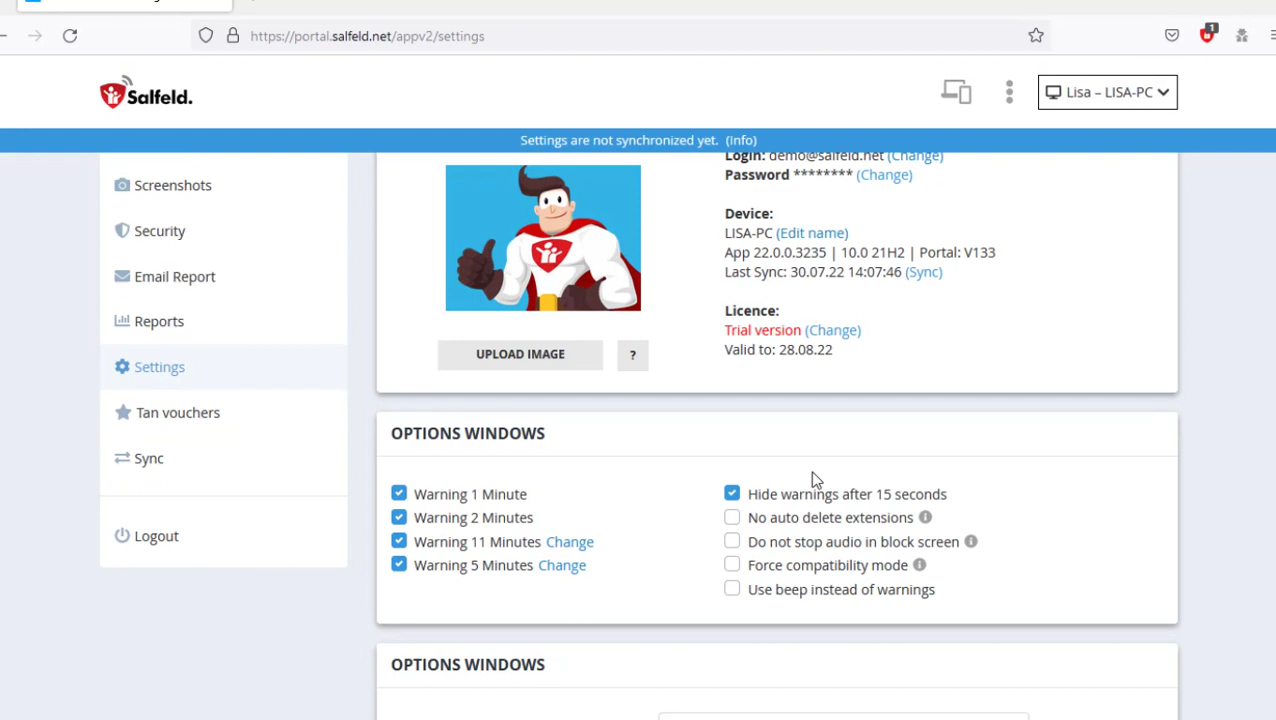 https://portal.salfeld.net/appv2/settings
1
Salfeld.
Lisa – LISA-PC
Settings are not synchronized yet. (Info)
Screenshots
Security
Email Report
Reports
Settings
Tan vouchers
Sync
Logout
Login: demo@salfeld.net (Change)
Password ******** (Change)
Device:
LISA-PC (Edit name)
App 22.0.0.3235 | 10.0 21H2 | Portal: V133
Last Sync: 30.07.22 14:07:46 (Sync)
Licence:
Trial version (Change)
Valid to: 28.08.22
UPLOAD IMAGE
?
OPTIONS WINDOWS
Warning 1 Minute
Warning 2 Minutes
Warning 11 Minutes Change
Warning 5 Minutes Change
Hide warnings after 15 seconds
No auto delete extensions
Do not stop audio in block screen
Force compatibility mode
Use beep instead of warnings
OPTIONS WINDOWS